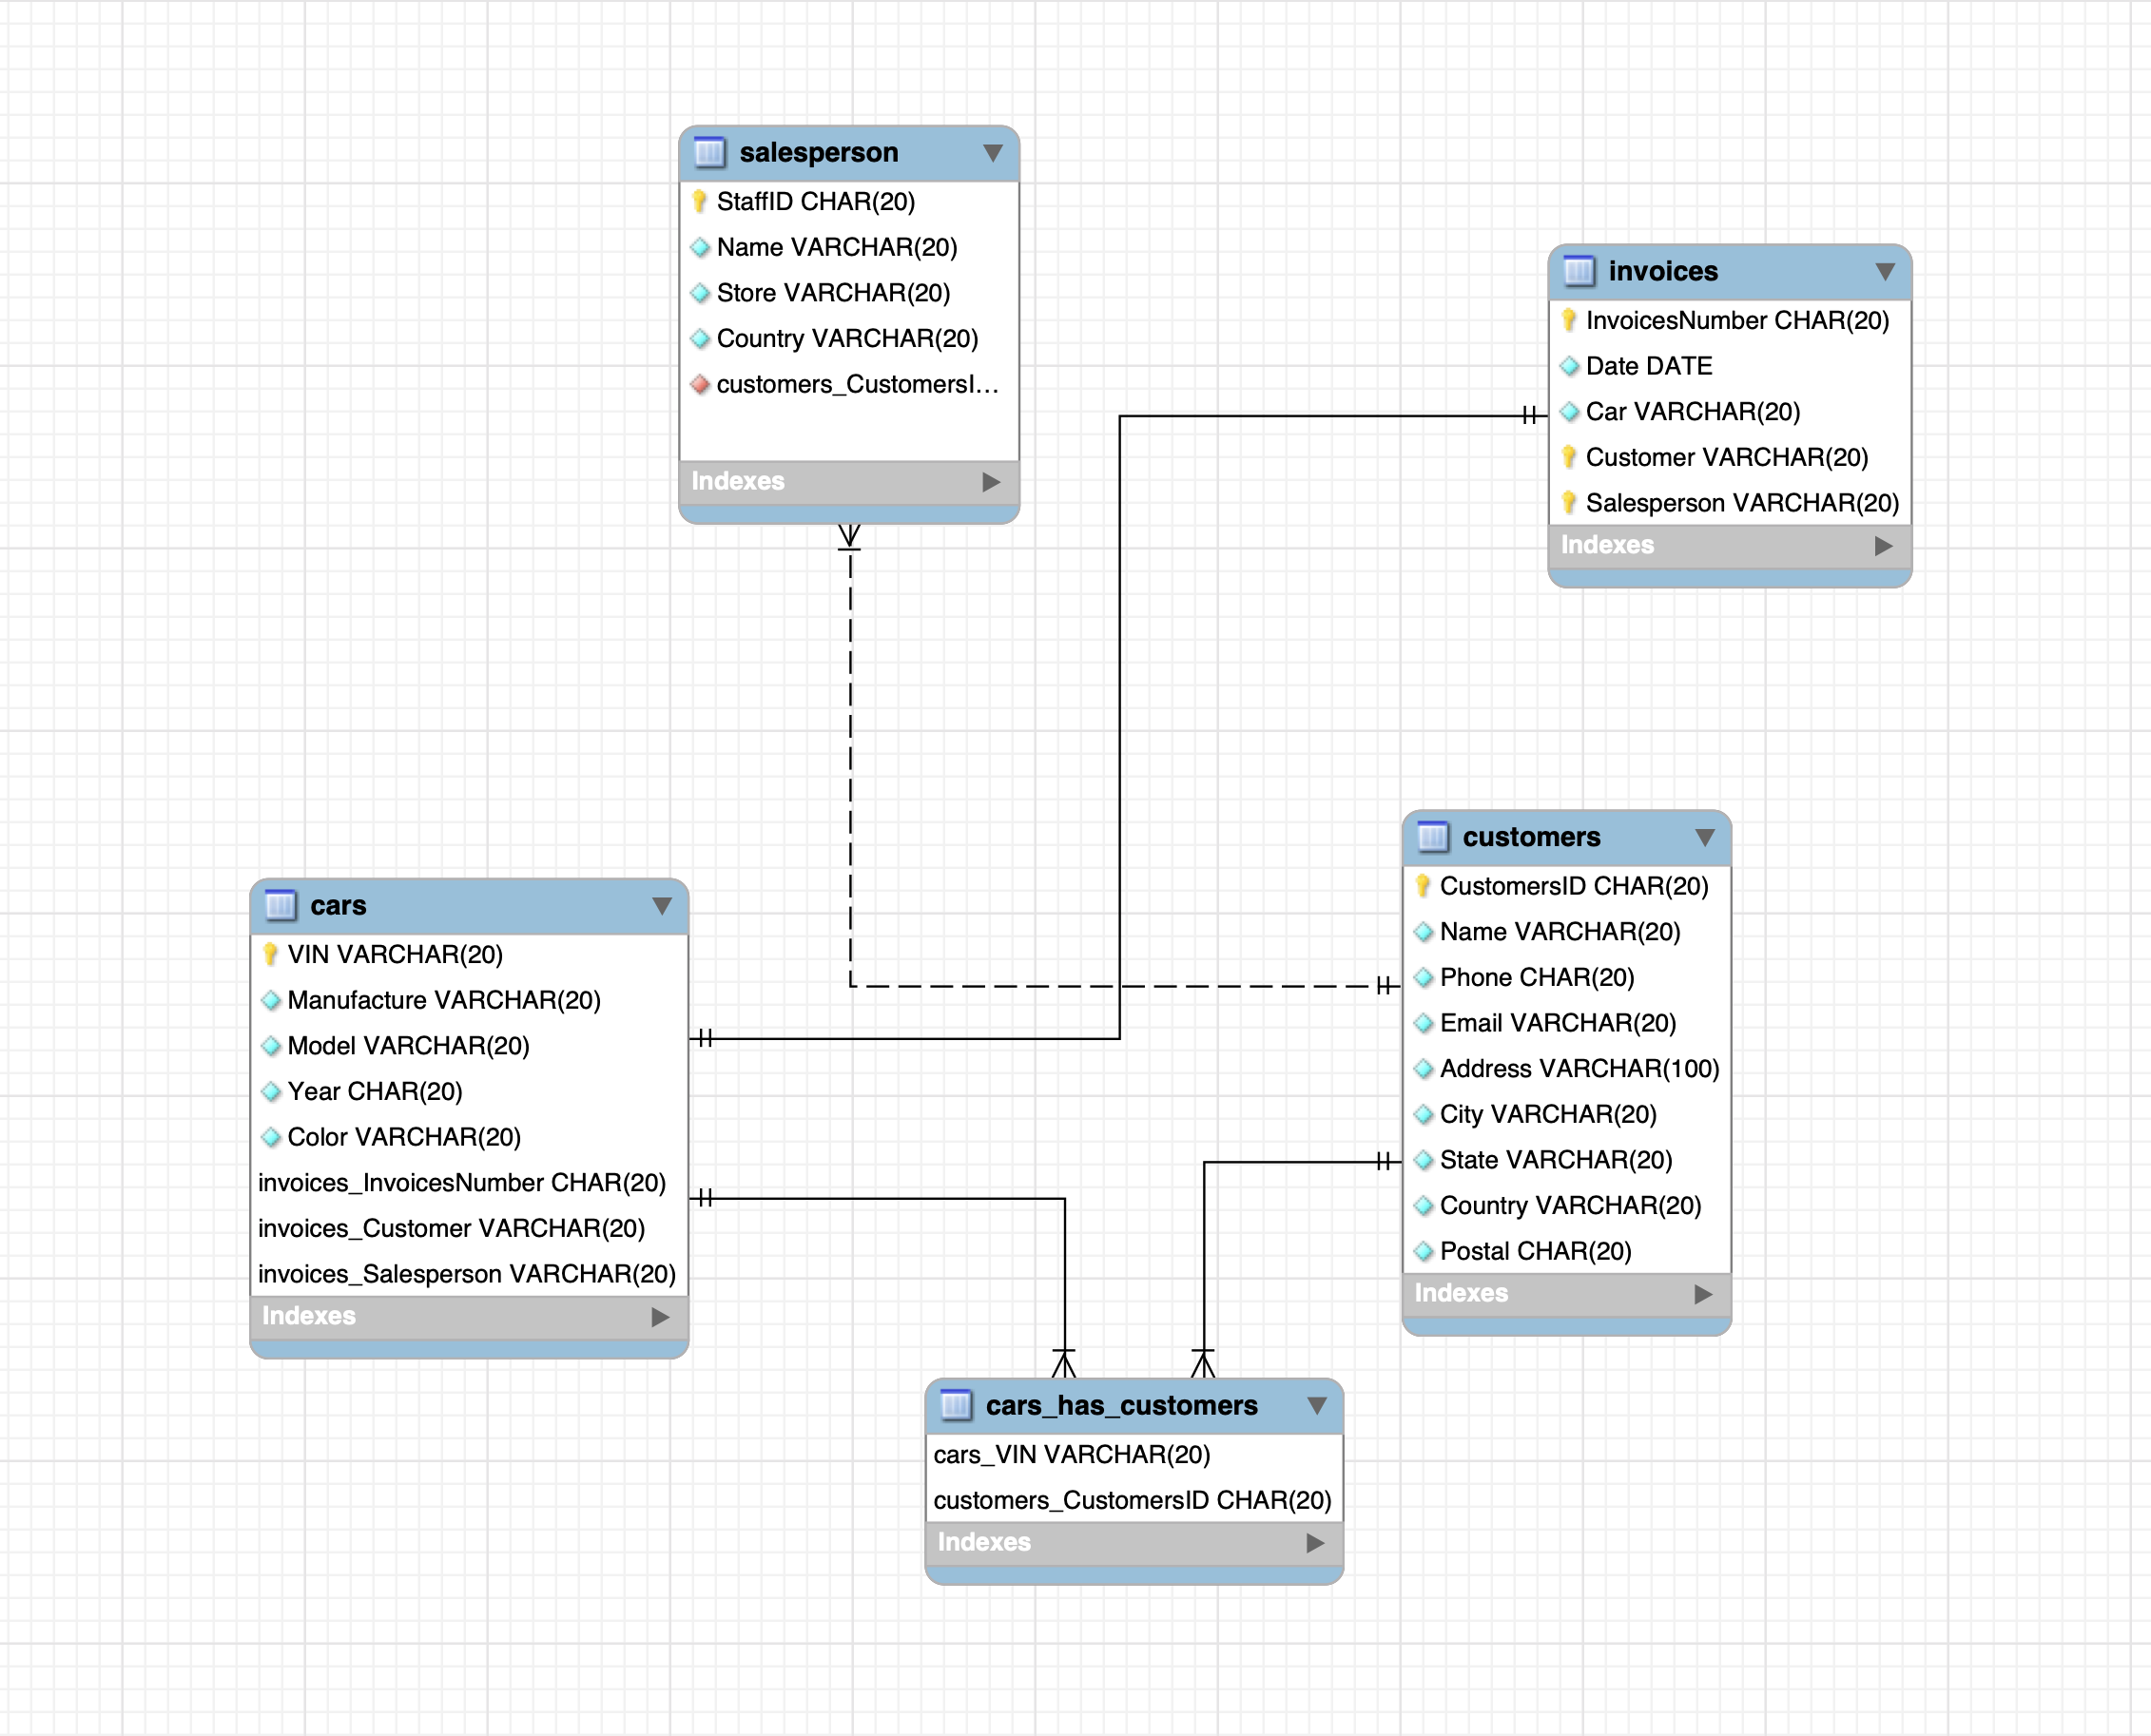 salesperson
StaffID CHAR(20)
Name VARCHAR(20)
Store VARCHAR(20)
Country VARCHAR(20)
customers_CustomersI...
Indexes
invoices
InvoicesNumber CHAR(20)
Date DATE
Car VARCHAR(20)
Customer VARCHAR(20)
Salesperson VARCHAR(20)
Indexes
customers
CustomersID CHAR(20)
Name VARCHAR(20)
Phone CHAR(20)
Email VARCHAR(20)
Address VARCHAR(100)
City VARCHAR(20)
State VARCHAR(20)
Country VARCHAR(20)
Postal CHAR(20)
Indexes
cars
VIN VARCHAR(20)
Manufacture VARCHAR(20)
Model VARCHAR(20)
Year CHAR(20)
Color VARCHAR(20)
invoices_InvoicesNumber CHAR(20)
invoices_Customer VARCHAR(20)
invoices_Salesperson VARCHAR(20)
Indexes
cars_has_customers
cars_VIN VARCHAR(20)
customers_CustomersID CHAR(20)
Indexes